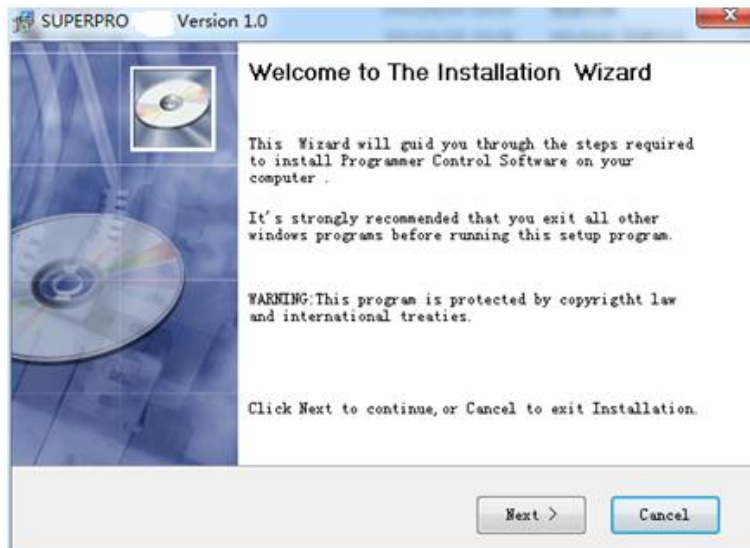 SUPERPRO Version 1.0
Welcome to The Installation Wizard
This Wizard will guid you through the steps required
to install Programmer Control Software on your
computer .
It's strongly recommended that you exit all other
windows programs before running this setup program.
WARNING:This program is protected by copyrigtht law
and international treaties.
Click Next to continue,or Cancel to exit Installation.
Next >
Cancel